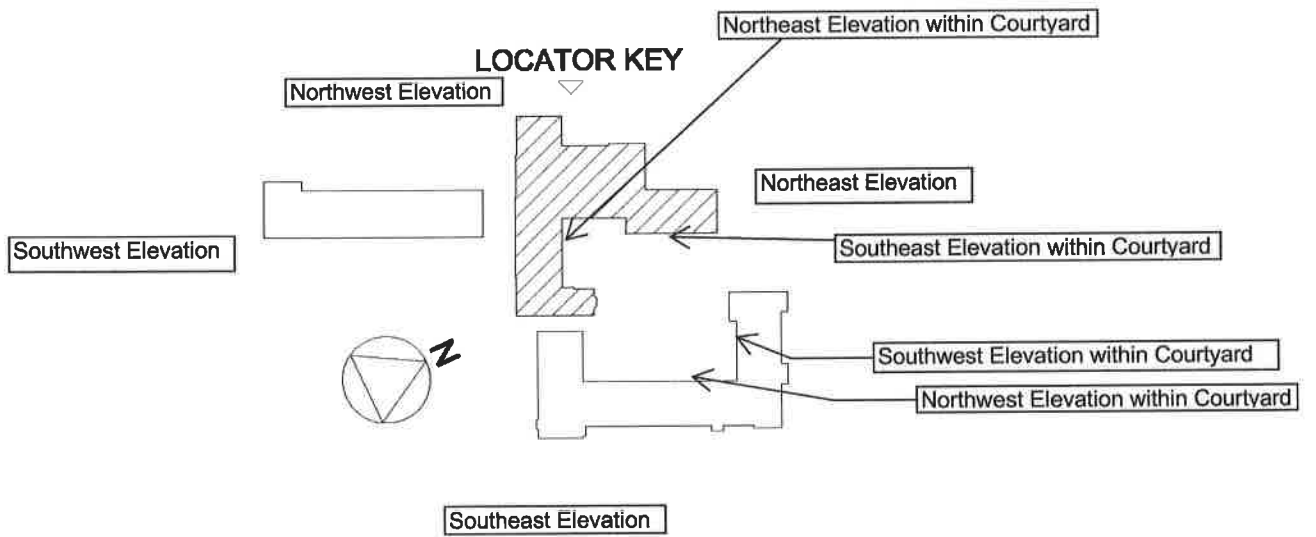 Northeast Elevation within Courtyard
LOCATOR KEY
Northwest Elevation
Northeast Elevation
Southwest Elevation
Southeast Elevation within Courtyard
N
Southwest Elevation within Courtyard
Northwest Elevation within Courtyard
Southeast Elevation